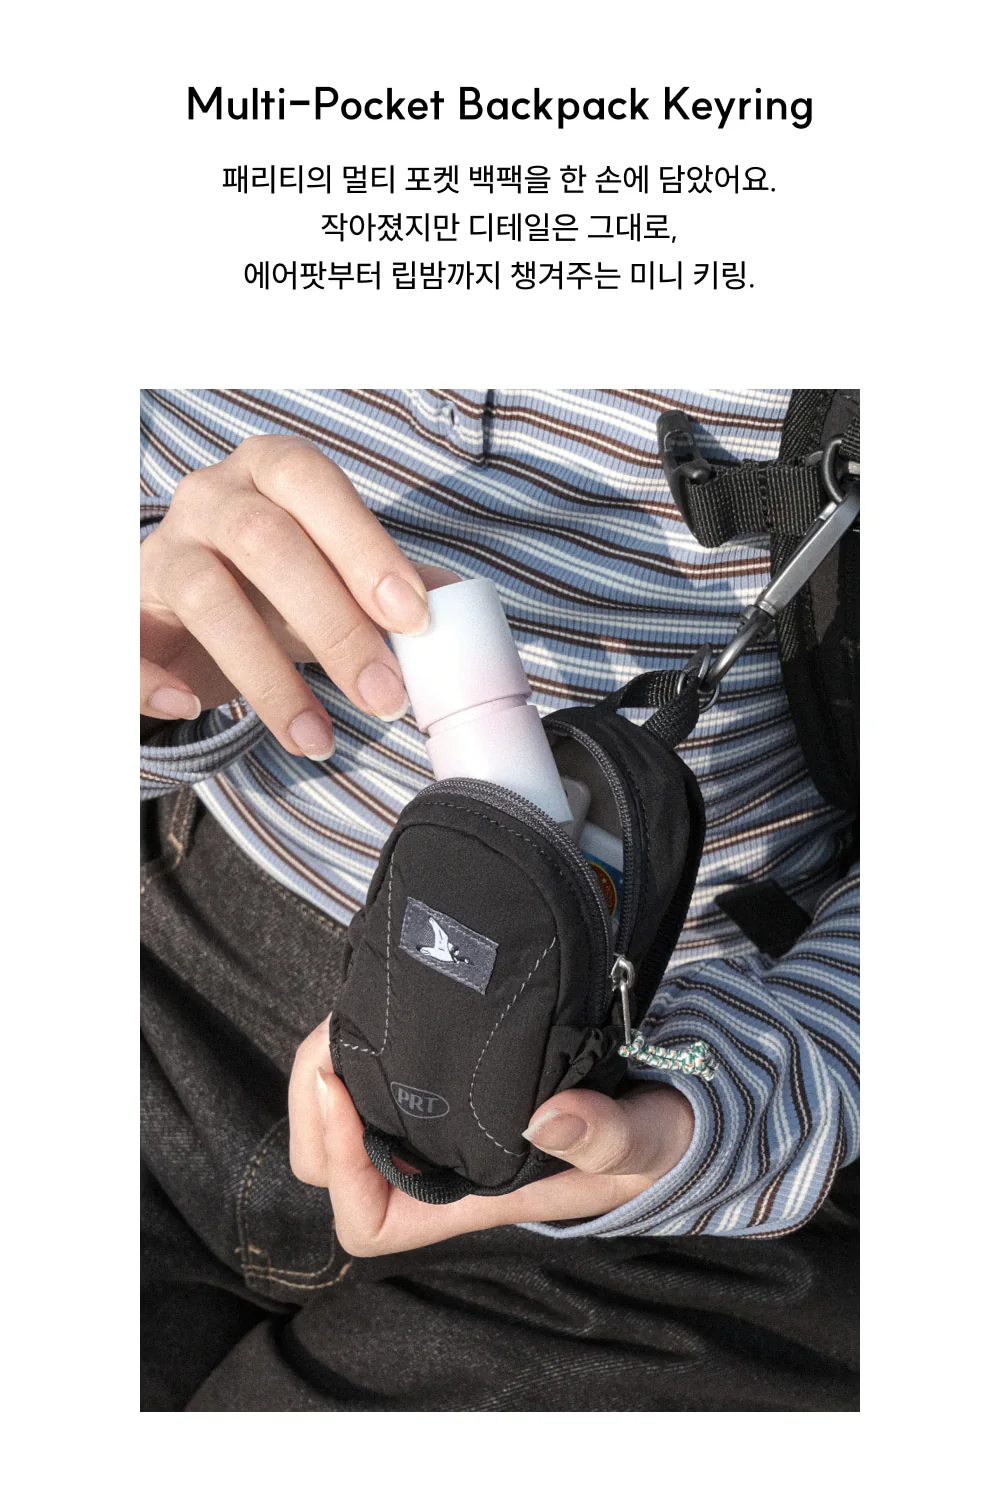 Multi-Pocket Backpack Keyring
패리티의 멀티 포켓 백팩을 한 손에 담았어요.
작아졌지만 디테일은 그대로,
에어팟부터 립밤까지 챙겨주는 미니 키링.
PRT